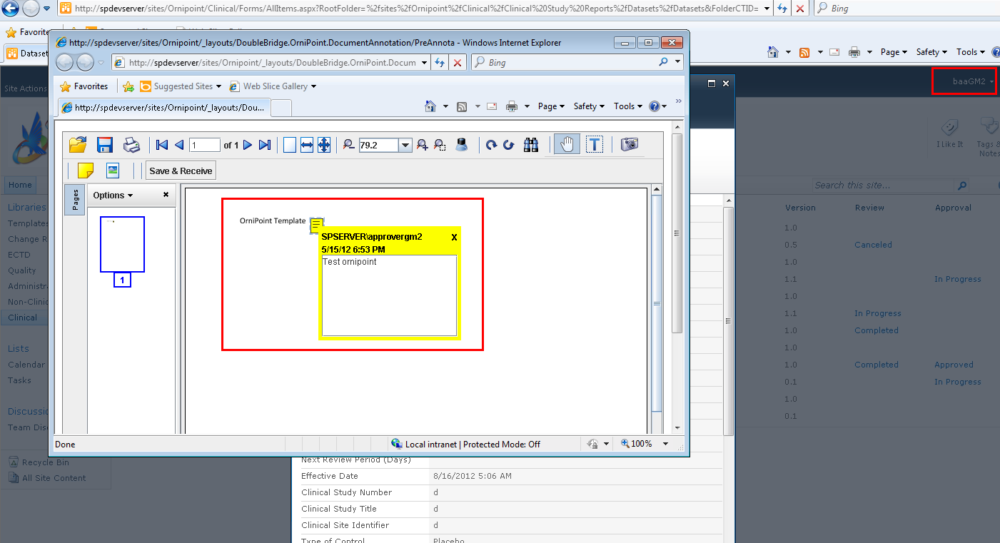 http://spdevserver/sites/Ornipoint/Clinical/Forms/AllItems.aspx?RootFolder=%2fsites%2fOrnipoint%2fClinical%2fClinical%20Study%20Reports%2fDatasets%2fDatasets&FolderCTID=
Bing
Favorite
Dataset
Page
Safety
Tools
Site Actions
baaGM2
I Like It
Tags &
Notes
Home
Search this site...
Libraries
Templates
Change R
ECTD
Quality
Administra
Non-Clinic
Clinical
Lists
Calendar
Tasks
Discussio
Team Disc
Recycle Bin
All Site Content
http://spdevserver/sites/Ornipoint/_layouts/DoubleBridge.OrniPoint.DocumentAnnotation/PreAnnota - Windows Internet Explorer
http://spdevserver/sites/Ornipoint/_layouts/DoubleBridge.OrniPoint.Docum
Bing
Favorites
Suggested Sites
Web Slice Gallery
http://spdevserver/sites/Ornipoint/_layouts/Dou...
Page
Safety
Tools
1 of 1
79.2
T
Save & Receive
Pages
Options
x
1
OrniPoint Template
SPSERVER\approvergm2 x
5/15/12 6:53 PM
Test ornipoint
Done
Local intranet | Protected Mode: Off
100%
Version Review Approval
1.0
0.5 Canceled
1.0
1.1 In Progress
1.0
1.1 In Progress
1.0 Completed
1.0
1.0 Completed Approved
0.1 In Progress
1.0
0.1
Next Review Period (Days)
Effective Date 8/16/2012 5:06 AM
Clinical Study Number d
Clinical Study Title d
Clinical Site Identifier d
Type of Control Placebo